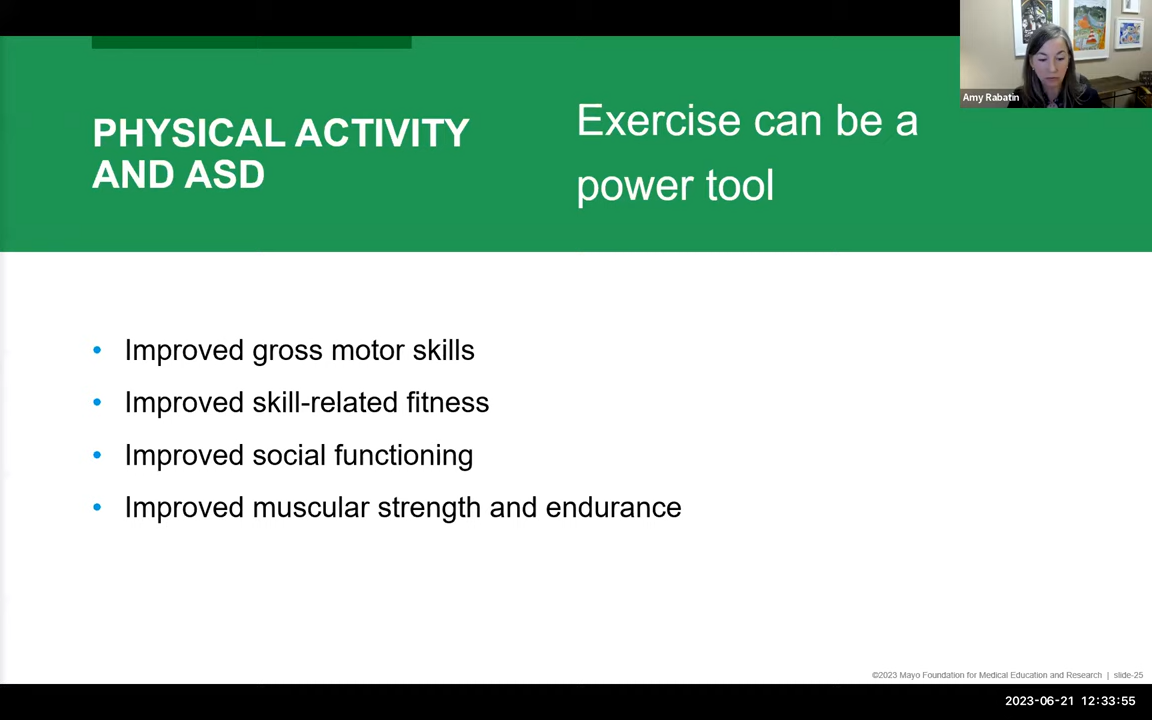 PHYSICAL ACTIVITY
AND ASD
Exercise can be a
power tool
Amy Rabatin
• Improved gross motor skills
• Improved skill-related fitness
• Improved social functioning
• Improved muscular strength and endurance
©2023 Mayo Foundation for Medical Education and Research | slide-25
2023-06-21 12:33:55